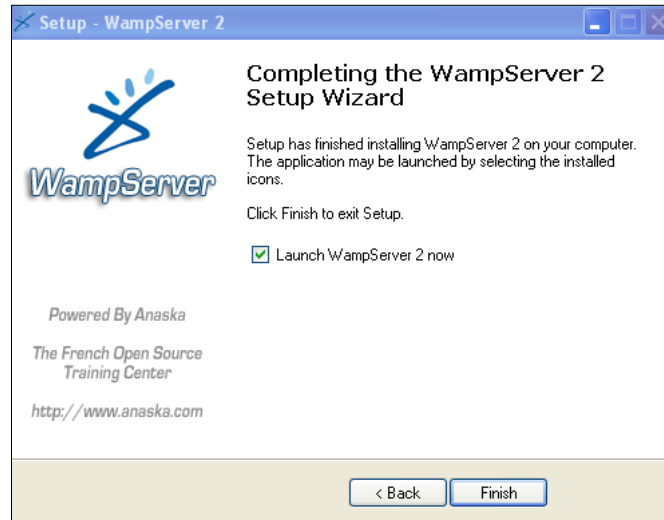 Setup - WampServer 2
Completing the WampServer 2
Setup Wizard
Setup has finished installing WampServer 2 on your computer.
The application may be launched by selecting the installed
icons.
Click Finish to exit Setup.
Launch WampServer 2 now
WampServer
Powered By Anaska
The French Open Source
Training Center
http://www.anaska.com
< Back
Finish